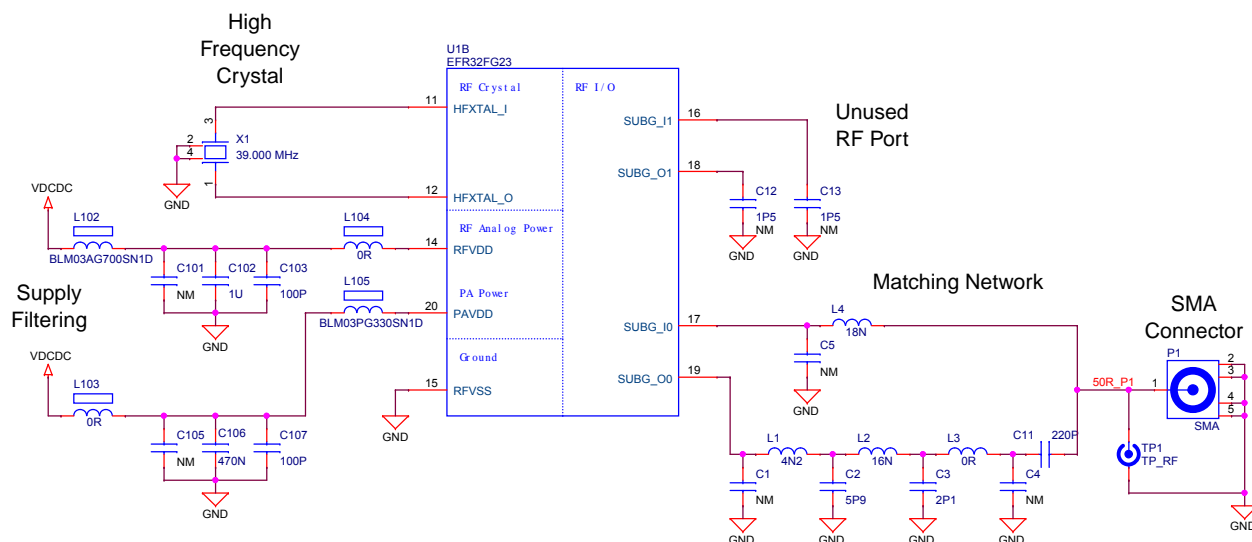 High
Frequency
Crystal
U1B
EFR32FG23
RF Crystal
RF I/O
11
HFXTAL_I
3
2
4
X1
39.000 MHz
1
GND
12
HFXTAL_O
16
SUBG_I1
18
SUBG_O1
Unused
RF Port
C12
1P5
NM
GND
C13
1P5
NM
GND
VDCDC
L102
BLM03AG700SN1D
C101
NM
C102
1U
C103
100P
GND
L104
0R
RF Analog Power
14
RFVDD
L105
BLM03PG330SN1D
PA Power
20
PAVDD
Ground
15
RFVSS
GND
Supply
Filtering
VDCDC
L103
0R
C105
NM
C106
470N
C107
100P
GND
Matching Network
17
SUBG_I0
19
SUBG_O0
L4
18N
C5
NM
GND
L1
4N2
L2
16N
L3
0R
C11
220P
C1
NM
GND
C2
5P9
GND
C3
2P1
GND
C4
NM
GND
50R_P1
TP1
TP_RF
SMA
Connector
P1
1
2
3
4
5
SMA
GND